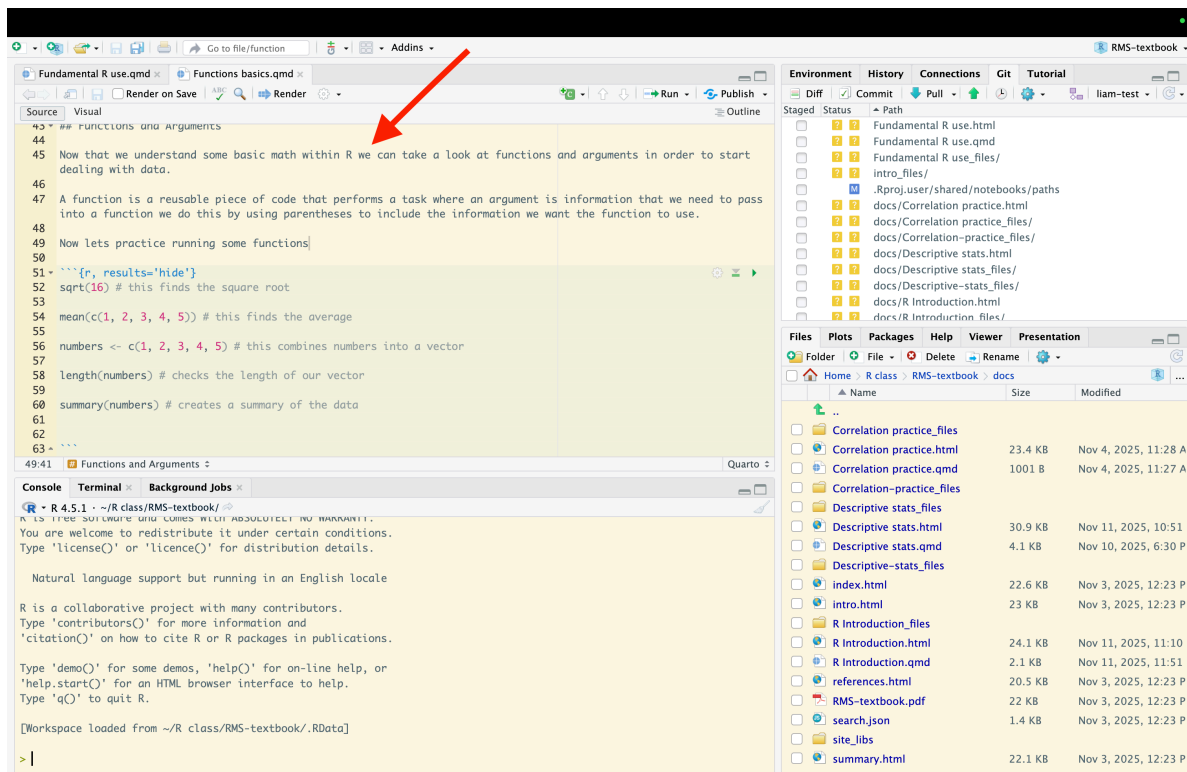 Go to file/function
Addins
RMS-textbook
Fundamental R use.qmd
Functions basics.qmd
Render on Save
ABC
Render
Run
Publish
Source
Visual
Outline
43 ## Functions and Arguments
44
45 Now that we understand some basic math within R we can take a look at functions and arguments in order to start
dealing with data.
46
47 A function is a reusable piece of code that performs a task where an argument is information that we need to pass
into a function we do this by using parentheses to include the information we want the function to use.
48
49 Now lets practice running some functions
50
51 ```{r, results='hide'}
52 sqrt(16) # this finds the square root
53
54 mean(c(1, 2, 3, 4, 5)) # this finds the average
55
56 numbers <- c(1, 2, 3, 4, 5) # this combines numbers into a vector
57
58 length(numbers) # checks the length of our vector
59
60 summary(numbers) # creates a summary of the data
61
62
63 ```
49:41 Functions and Arguments
Quarto
Console Terminal Background Jobs
R 4.5.1 · ~/R class/RMS-textbook/
R is free software and comes with ABSOLUTELY NO WARRANTY.
You are welcome to redistribute it under certain conditions.
Type 'license()' or 'licence()' for distribution details.
Natural language support but running in an English locale
R is a collaborative project with many contributors.
Type 'contributors()' for more information and
'citation()' on how to cite R or R packages in publications.
Type 'demo()' for some demos, 'help()' for on-line help, or
'help.start()' for an HTML browser interface to help.
Type 'q()' to quit R.
[Workspace loaded from ~/R class/RMS-textbook/.RData]
>
Environment History Connections Git Tutorial
Diff Commit Pull liam-test
Staged Status Path
? ? Fundamental R use.html
? ? Fundamental R use.qmd
? ? Fundamental R use_files/
? ? intro_files/
M .Rproj.user/shared/notebooks/paths
? ? docs/Correlation practice.html
? ? docs/Correlation practice_files/
? ? docs/Correlation-practice_files/
? ? docs/Descriptive stats.html
? ? docs/Descriptive stats_files/
? ? docs/Descriptive-stats_files/
? ? docs/R Introduction.html
? ? docs/R Introduction_files/
Files Plots Packages Help Viewer Presentation
Folder File Delete Rename
Home > R class > RMS-textbook > docs ...
Name Size Modified
..
Correlation practice_files
Correlation practice.html 23.4 KB Nov 4, 2025, 11:28 A
Correlation practice.qmd 1001 B Nov 4, 2025, 11:27 A
Correlation-practice_files
Descriptive stats_files
Descriptive stats.html 30.9 KB Nov 11, 2025, 10:51
Descriptive stats.qmd 4.1 KB Nov 10, 2025, 6:30 P
Descriptive-stats_files
index.html 22.6 KB Nov 3, 2025, 12:23 P
intro.html 23 KB Nov 3, 2025, 12:23 P
R Introduction_files
R Introduction.html 24.1 KB Nov 11, 2025, 11:10
R Introduction.qmd 2.1 KB Nov 11, 2025, 11:51
references.html 20.5 KB Nov 3, 2025, 12:23 P
RMS-textbook.pdf 22 KB Nov 3, 2025, 12:23 P
search.json 1.4 KB Nov 3, 2025, 12:23 P
site_libs
summary.html 22.1 KB Nov 3, 2025, 12:23 P